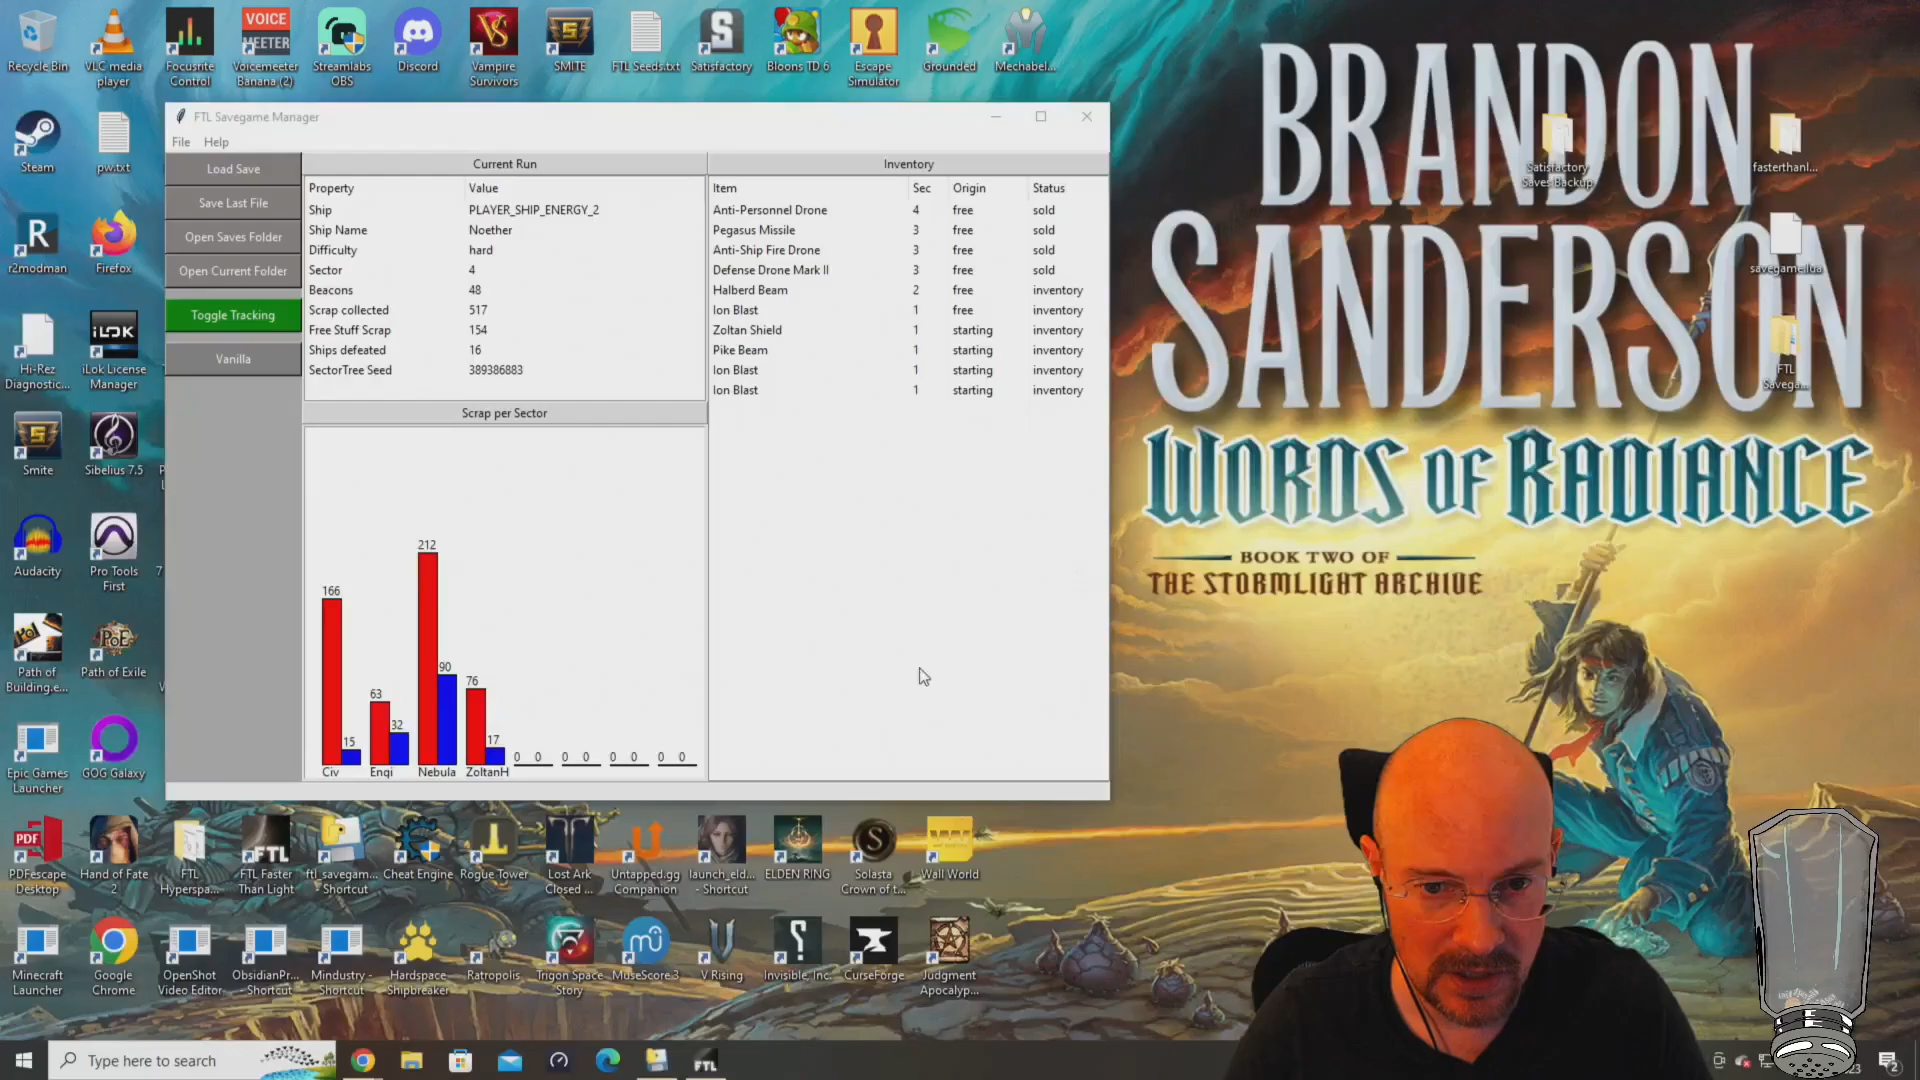 Recycle Bin
VLC media player
Focusrite Control
VOICE MEETER
Voicemeeter Banana (2)
Streamlabs OBS
Discord
Vampire Survivors
SMITE
FTL Seeds.txt
Satisfactory
Bloons TD 6
Escape Simulator
Grounded
Mechabel...
BRANDON
SANDERSON
WORDS OF RADIANCE
BOOK TWO OF
THE STORMLIGHT ARCHIVE
Satisfactory Saves Backup
fasterthanl...
savegame.lua
FTL Savega...
Steam
pw.txt
r2modman
Firefox
Hi-Rez Diagnostic...
iLOK
iLok License Manager
Smite
Sibelius 7.5
Audacity
Pro Tools First
Path of Building.e...
Path of Exile
Epic Games Launcher
GOG Galaxy
FTL Savegame Manager
File Help
Load Save
Save Last File
Open Saves Folder
Open Current Folder
Toggle Tracking
Vanilla
Current Run
Property Value
Ship PLAYER_SHIP_ENERGY_2
Ship Name Noether
Difficulty hard
Sector 4
Beacons 48
Scrap collected 517
Free Stuff Scrap 154
Ships defeated 16
SectorTree Seed 389386883
Inventory
Item Sec Origin Status
Anti-Personnel Drone 4 free sold
Pegasus Missile 3 free sold
Anti-Ship Fire Drone 3 free sold
Defense Drone Mark II 3 free sold
Halberd Beam 2 free inventory
Ion Blast 1 free inventory
Zoltan Shield 1 starting inventory
Pike Beam 1 starting inventory
Ion Blast 1 starting inventory
Ion Blast 1 starting inventory
Scrap per Sector
212
166
90
76
63
32
15
17
0 0 0 0 0 0 0 0
Civ Engi Nebula ZoltanH
PDF
PDFescape Desktop
Hand of Fate 2
FTL Hyperspa...
FTL
FTL Faster Than Light
ftl_savegam... - Shortcut
Cheat Engine
Rogue Tower
Lost Ark Closed ...
Untapped.gg Companion
launch_eld... - Shortcut
ELDEN RING
Solasta Crown of t...
Wall World
Minecraft Launcher
Google Chrome
OpenShot Video Editor
ObsidianPr... - Shortcut
Mindustry - Shortcut
Hardspace- Shipbreaker
Ratropolis
Trigon Space Story
MuseScore 3
V Rising
Invisible, Inc.
CurseForge
Judgment Apocalyp...
Type here to search
FTL
2